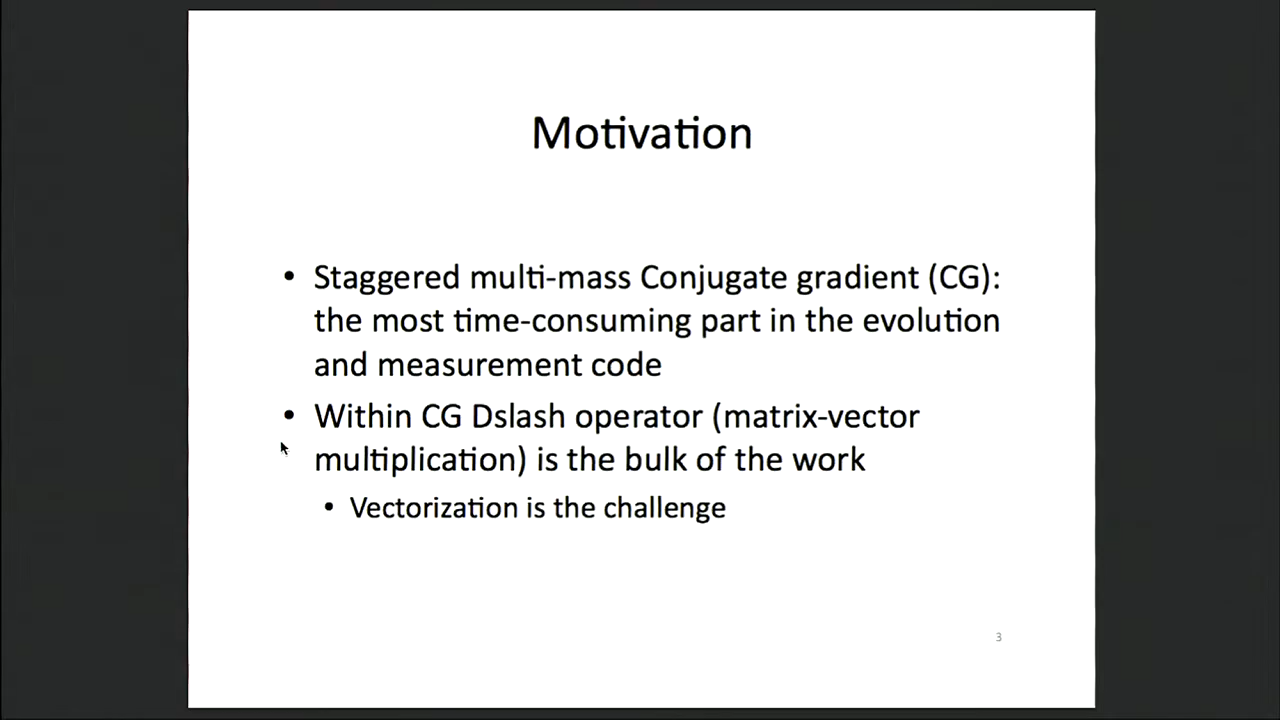 Motivation
• Staggered multi-mass Conjugate gradient (CG):
the most time-consuming part in the evolution
and measurement code
• Within CG Dslash operator (matrix-vector
multiplication) is the bulk of the work
• Vectorization is the challenge
3